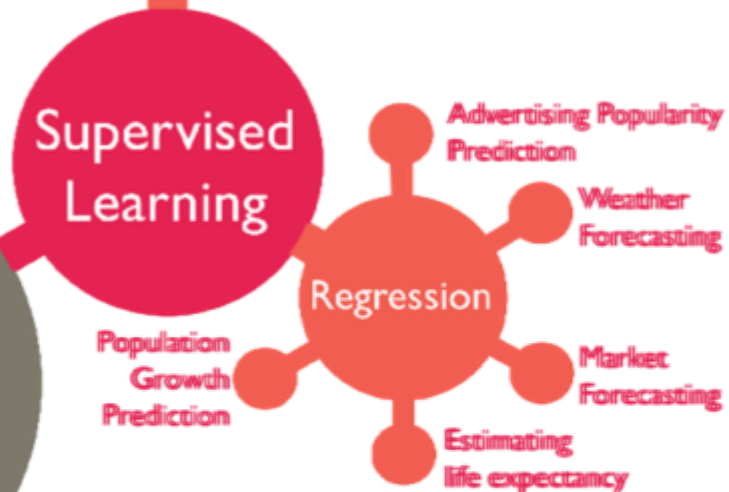 Supervised
Learning
Advertising Popularity
Prediction
Weather
Forecasting
Regression
Population
Growth
Prediction
Market
Forecasting
Estimating
life expectancy